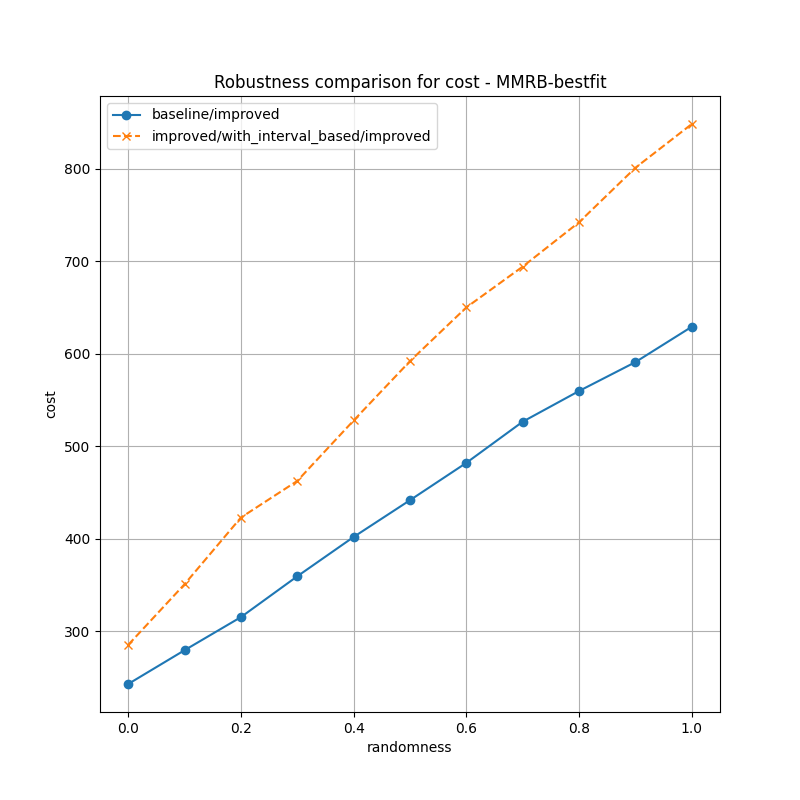 Robustness comparison for cost - MMRB-bestfit
baseline/improved
improved/with_interval_based/improved
800
700
600
500
400
300
cost
0.0 0.2 0.4 0.6 0.8 1.0
randomness